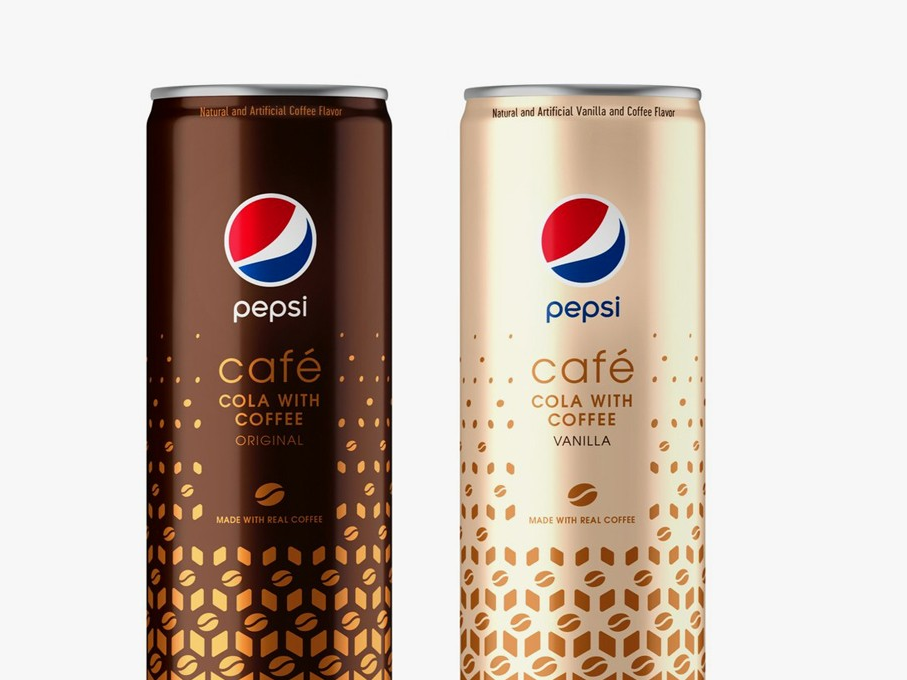 Natural and Artificial Coffee Flavor
pepsi
café
COLA WITH
COFFEE
ORIGINAL
MADE WITH REAL COFFEE
Natural and Artificial Vanilla and Coffee Flavor
pepsi
café
COLA WITH
COFFEE
VANILLA
MADE WITH REAL COFFEE